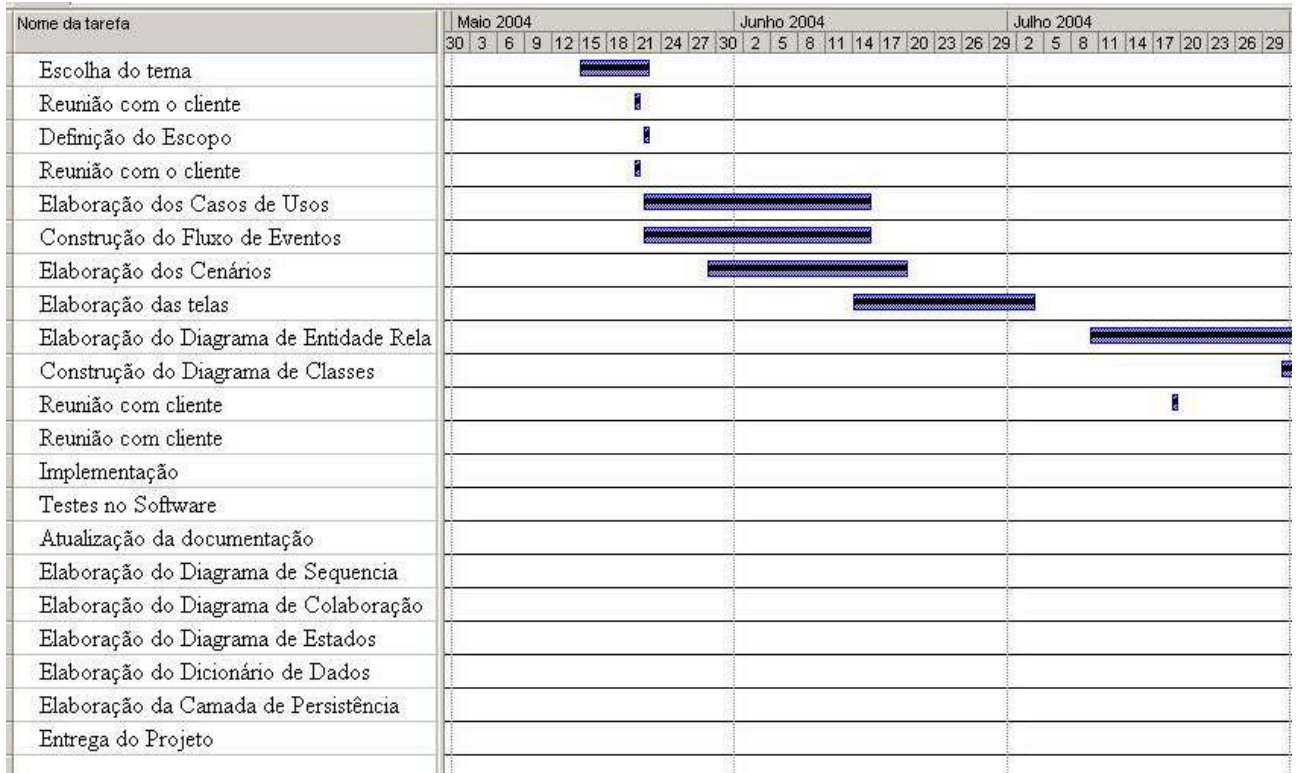 Nome da tarefa
Maio 2004 Junho 2004 Julho 2004
30 3 6 9 12 15 18 21 24 27 30 2 5 8 11 14 17 20 23 26 29 2 5 8 11 14 17 20 23 26 29
Escolha do tema
Reunião com o cliente
Definição do Escopo
Reunião com o cliente
Elaboração dos Casos de Usos
Construção do Fluxo de Eventos
Elaboração dos Cenários
Elaboração das telas
Elaboração do Diagrama de Entidade Rela
Construção do Diagrama de Classes
Reunião com cliente
Reunião com cliente
Implementação
Testes no Software
Atualização da documentação
Elaboração do Diagrama de Sequencia
Elaboração do Diagrama de Colaboração
Elaboração do Diagrama de Estados
Elaboração do Dicionário de Dados
Elaboração da Camada de Persistência
Entrega do Projeto